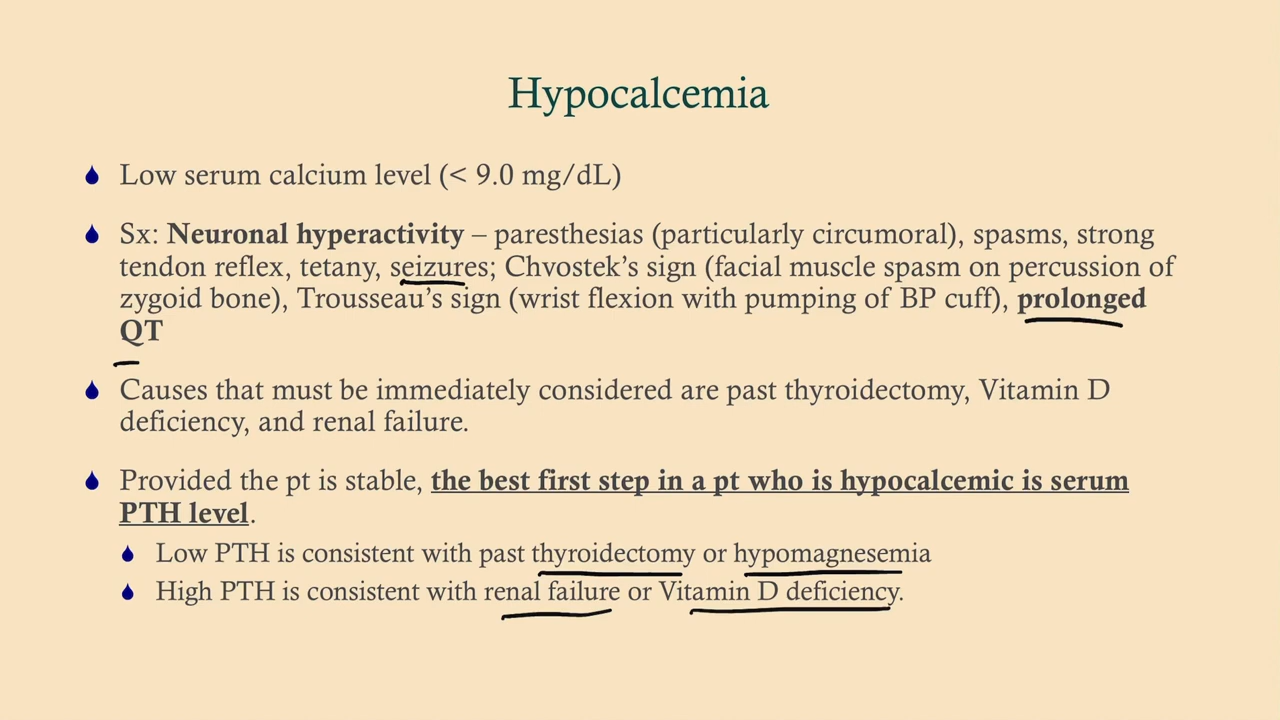 Hypocalcemia
Low serum calcium level (< 9.0 mg/dL)
Sx: Neuronal hyperactivity – paresthesias (particularly circumoral), spasms, strong
tendon reflex, tetany, seizures; Chvostek’s sign (facial muscle spasm on percussion of
zygoid bone), Trousseau’s sign (wrist flexion with pumping of BP cuff), prolonged
QT
Causes that must be immediately considered are past thyroidectomy, Vitamin D
deficiency, and renal failure.
Provided the pt is stable, the best first step in a pt who is hypocalcemic is serum
PTH level.
Low PTH is consistent with past thyroidectomy or hypomagnesemia
High PTH is consistent with renal failure or Vitamin D deficiency.